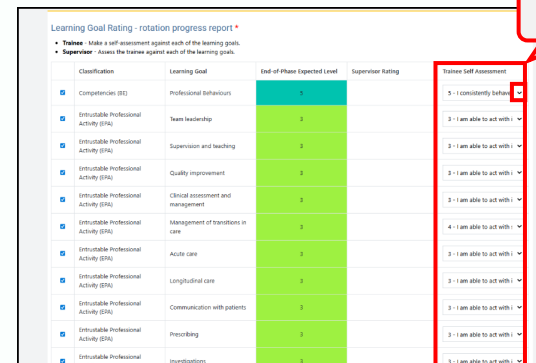 Learning Goal Rating - rotation progress report *
Trainee - Make a self-assessment against each of the learning goals.
Supervisor - Assess the trainee against each of the learning goals.
Classification Learning Goal End-of-Phase Expected Level Supervisor Rating Trainee Self Assessment
Competencies (BE) Professional Behaviours 5 5 - I consistently behave
Entrustable Professional Activity (EPA) Team leadership 3 3 - I am able to act with i
Entrustable Professional Activity (EPA) Supervision and teaching 3 3 - I am able to act with i
Entrustable Professional Activity (EPA) Quality improvement 3 3 - I am able to act with i
Entrustable Professional Activity (EPA) Clinical assessment and management 3 3 - I am able to act with i
Entrustable Professional Activity (EPA) Management of transitions in care 3 4 - I am able to act with i
Entrustable Professional Activity (EPA) Acute care 3 3 - I am able to act with i
Entrustable Professional Activity (EPA) Longitudinal care 3 3 - I am able to act with i
Entrustable Professional Activity (EPA) Communication with patients 3 3 - I am able to act with i
Entrustable Professional Activity (EPA) Prescribing 3 3 - I am able to act with i
Entrustable Professional Activity (EPA) Investigations 3 3 - I am able to act with i